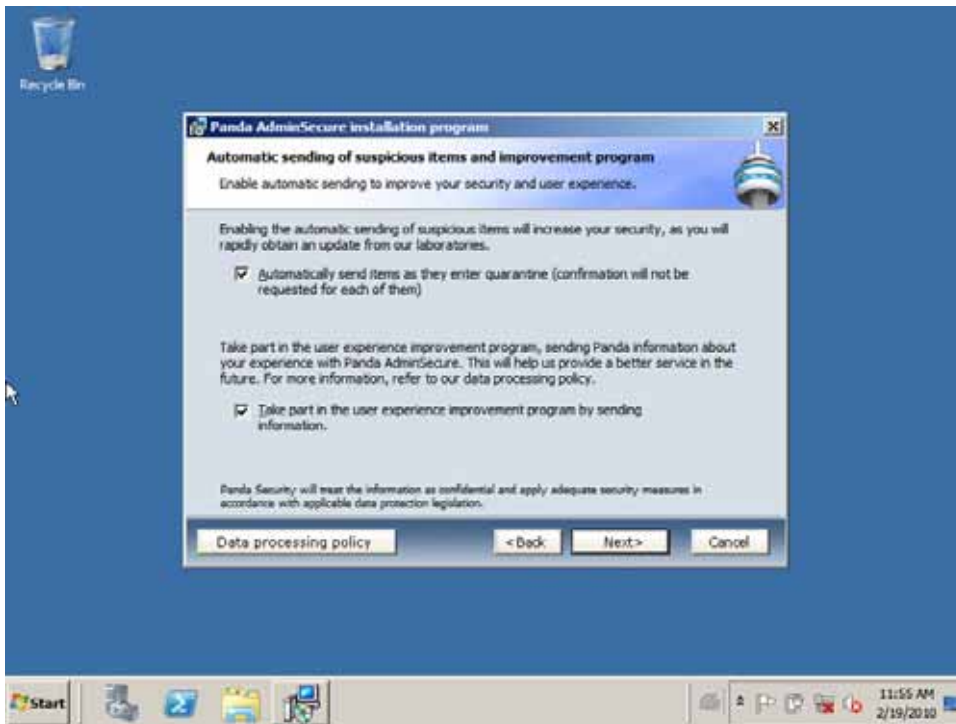 Recycle Bin
Panda AdminSecure installation program
Automatic sending of suspicious items and improvement program
Enable automatic sending to improve your security and user experience.
Enabling the automatic sending of suspicious items will increase your security, as you will
rapidly obtain an update from our laboratories.
Automatically send items as they enter quarantine (confirmation will not be
requested for each of them)
Take part in the user experience improvement program, sending Panda information about
your experience with Panda AdminSecure. This will help us provide a better service in the
future. For more information, refer to our data processing policy.
Take part in the user experience improvement program by sending
information.
Panda Security will treat the information as confidential and apply adequate security measures in
accordance with applicable data protection legislation.
Data processing policy
<Back
Next>
Cancel
Start
11:55 AM
2/19/2010